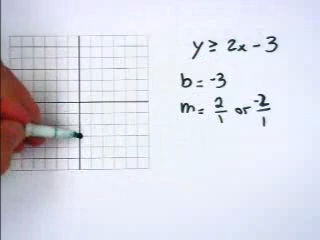 y ≥ 2x - 3
b = -3
m = 2/1 or -2/1